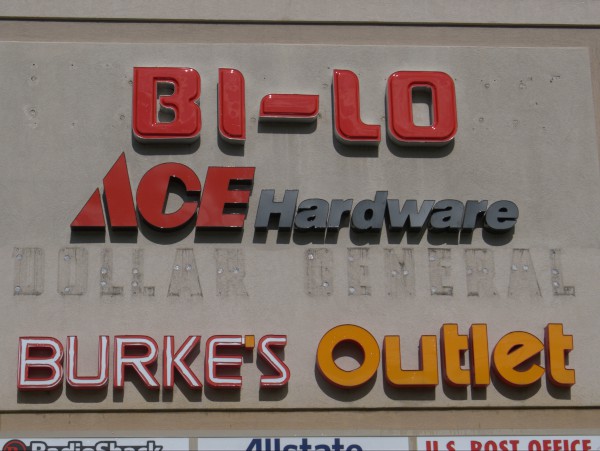 BI-LO
ACE Hardware
DOLLAR GENERAL
BURKE'S Outlet
RadioShack Allstate U.S. POST OFFICE